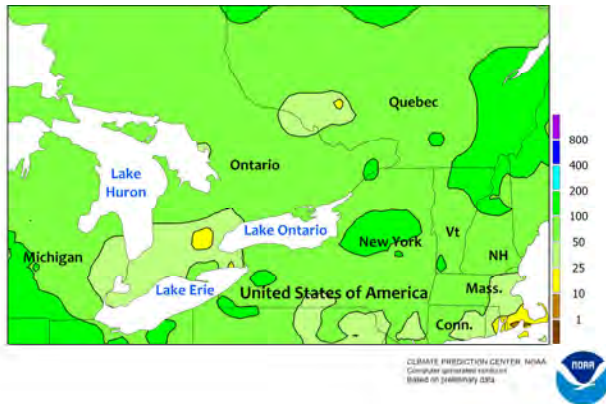 Quebec
Ontario
Lake
Huron
Lake Ontario
Michigan
New York
Vt
NH
Lake Erie
United States of America
Mass.
Conn.
800
400
200
100
50
25
10
1
CLIMATE PREDICTION CENTER, NOAA
Computer generated contours
Based on preliminary data
NOAA